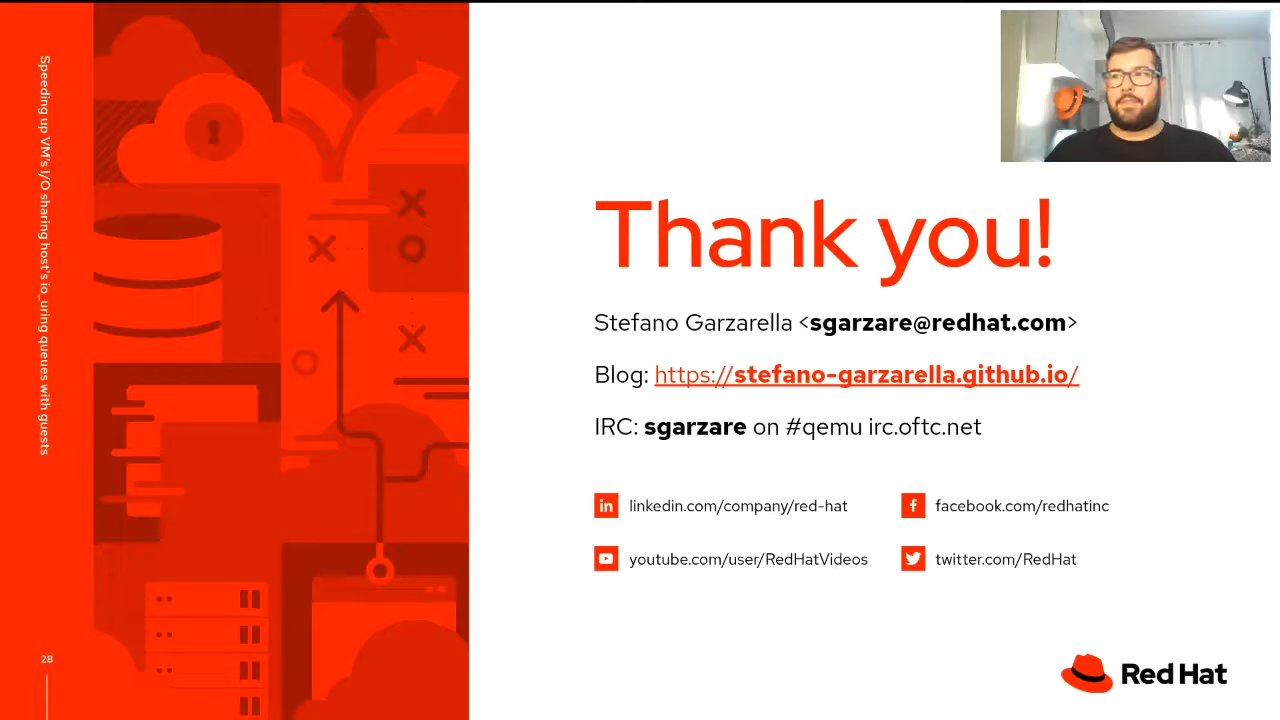 Speeding up VM's I/O sharing host's io_uring queues with guests
Thank you!
Stefano Garzarella <sgarzare@redhat.com>
Blog: https://stefano-garzarella.github.io/
IRC: sgarzare on #qemu irc.oftc.net
linkedin.com/company/red-hat
facebook.com/redhatinc
youtube.com/user/RedHatVideos
twitter.com/RedHat
28
Red Hat